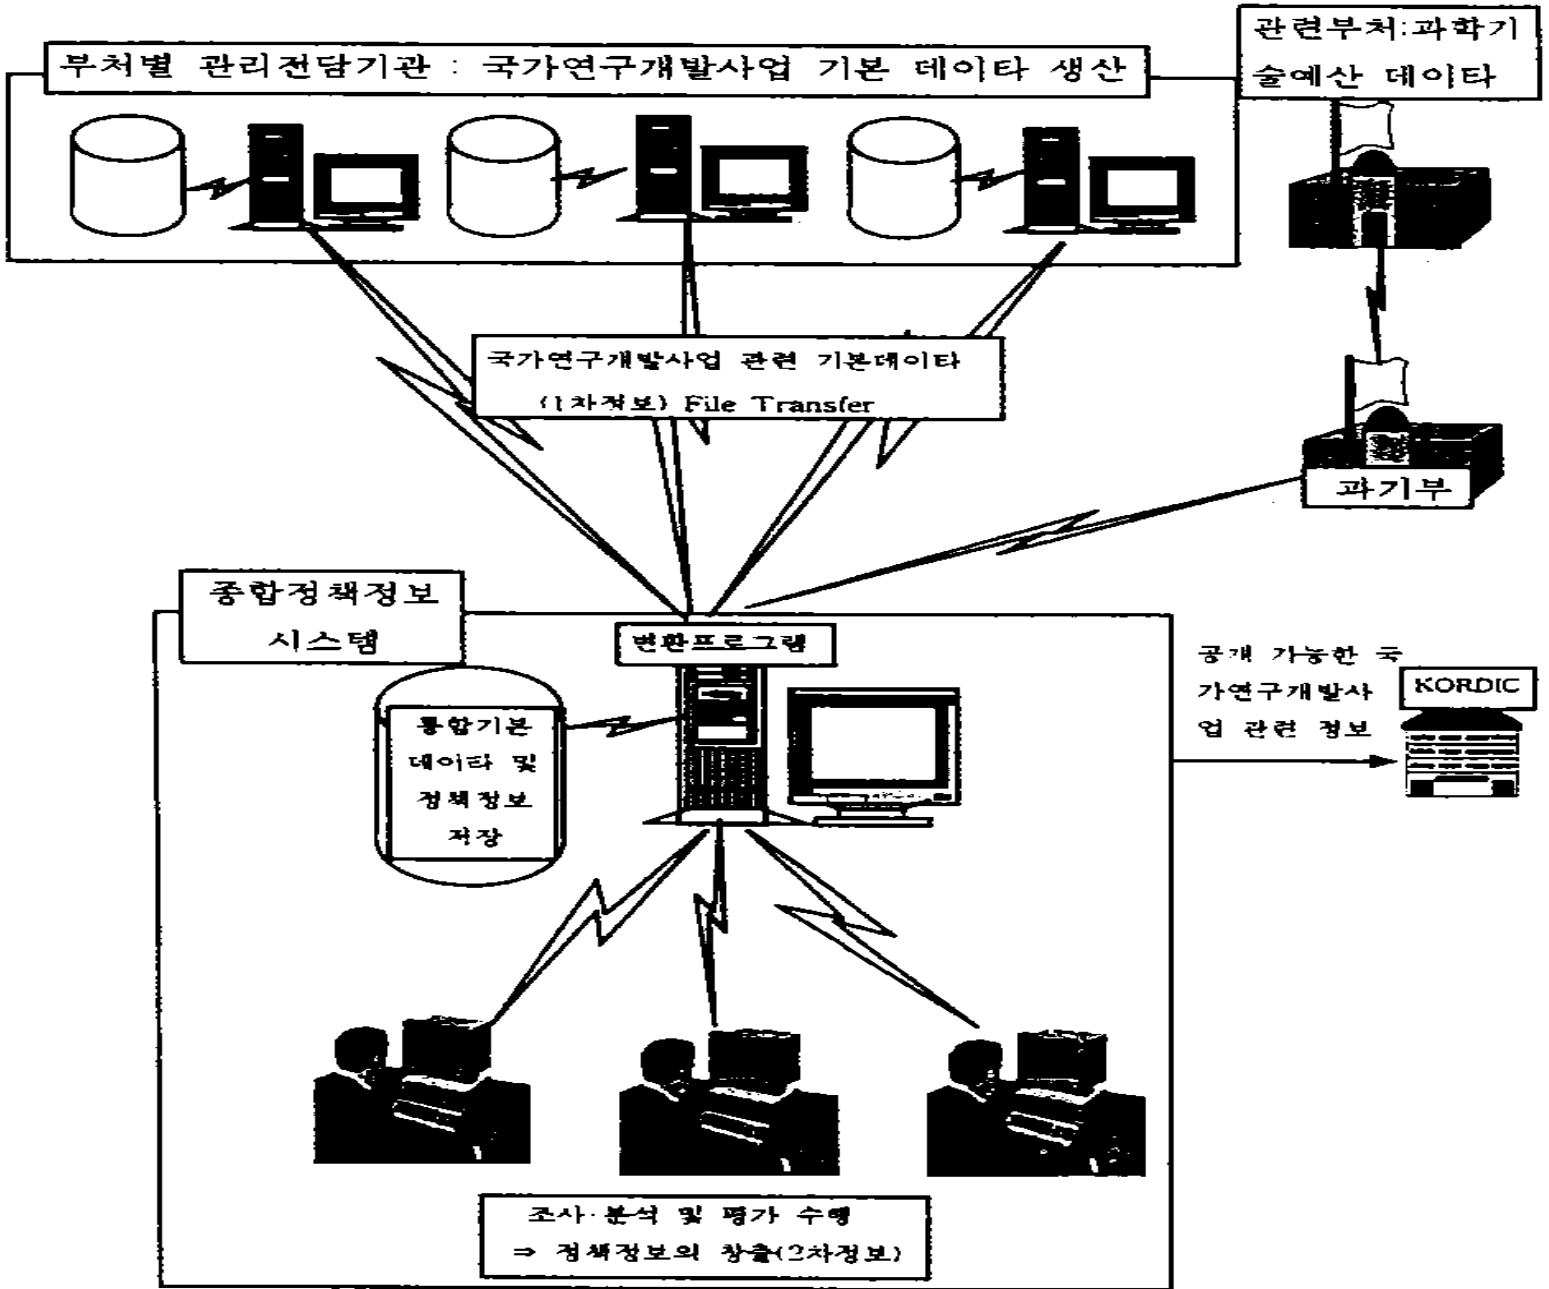 부처별 관리전담기관 : 국가연구개발사업 기본 데이타 생산
관련부처:과학기
술예산 데이타
국가연구개발사업 관련 기본데이타
(1차정보) File Transfer
과기부
종합정책정보
시스템
변환프로그램
통합기본
데이타 및
정책정보
저장
공개 가능한 국
가연구개발사
업 관련 정보
KORDIC
조사·분석 및 평가 수행
⇒ 정책정보의 창출(2차정보)